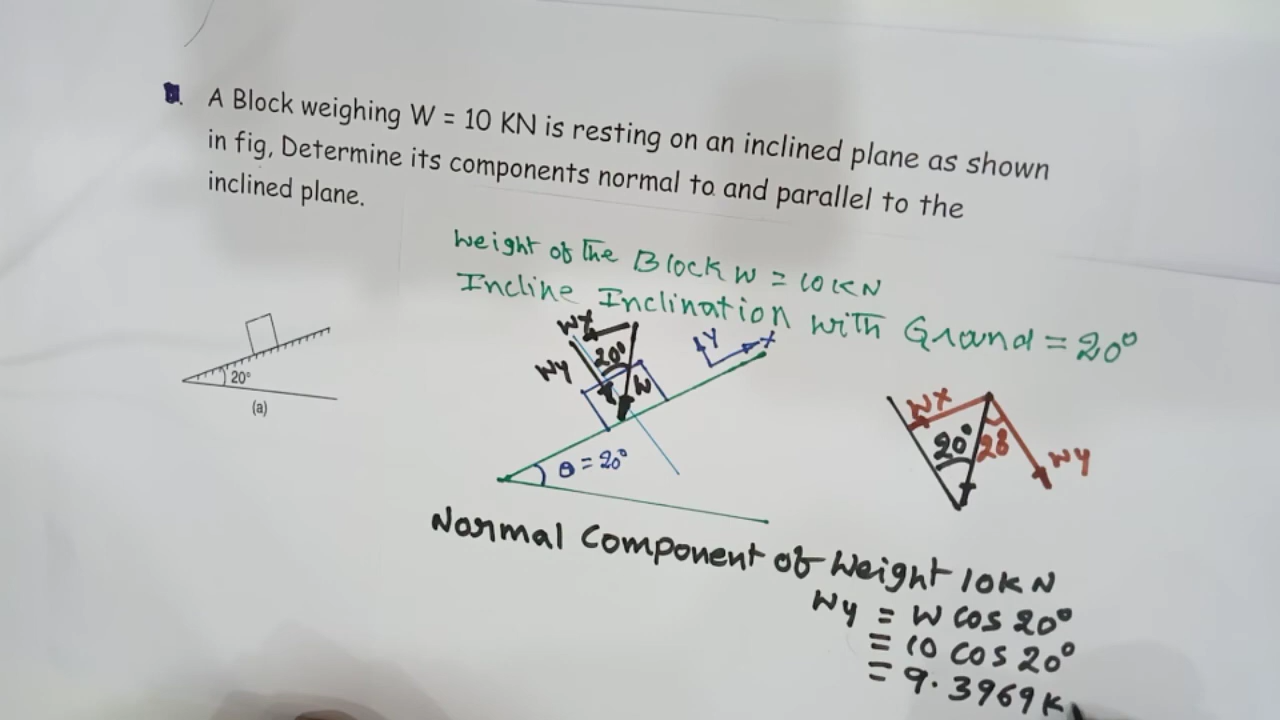 A Block weighing W = 10 KN is resting on an inclined plane as shown
in fig, Determine its components normal to and parallel to the
inclined plane.
Weight of the Block W = 10KN
Incline Inclination with Ground = 20°
20°
(a)
WX
20°
Wy
W
Y
X
θ = 20°
WX
20°
20
Wy
Normal Component of Weight 10KN
Wy = W Cos 20°
= 10 Cos 20°
= 9.3969 K